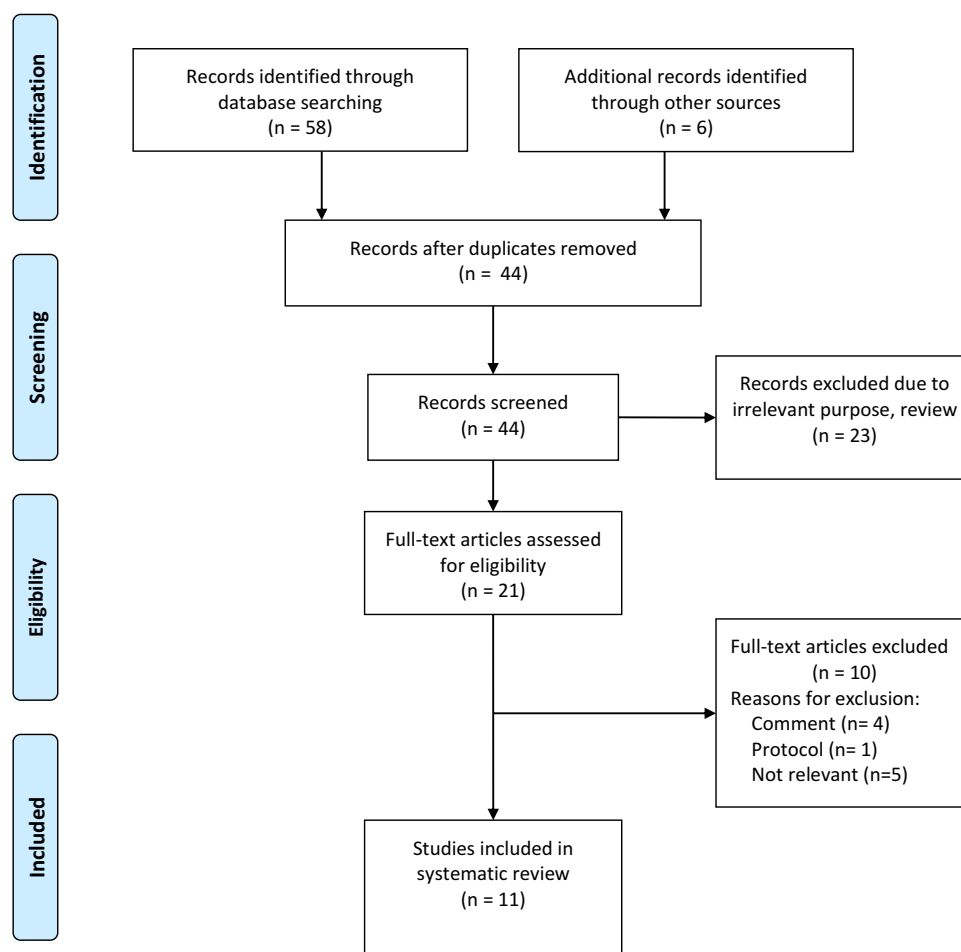 Identification
Records identified through
database searching
(n = 58)
Additional records identified
through other sources
(n = 6)
Screening
Records after duplicates removed
(n = 44)
Records screened
(n = 44)
Records excluded due to
irrelevant purpose, review
(n = 23)
Eligibility
Full-text articles assessed
for eligibility
(n = 21)
Full-text articles excluded
(n = 10)
Reasons for exclusion:
Comment (n= 4)
Protocol (n= 1)
Not relevant (n=5)
Included
Studies included in
systematic review
(n = 11)